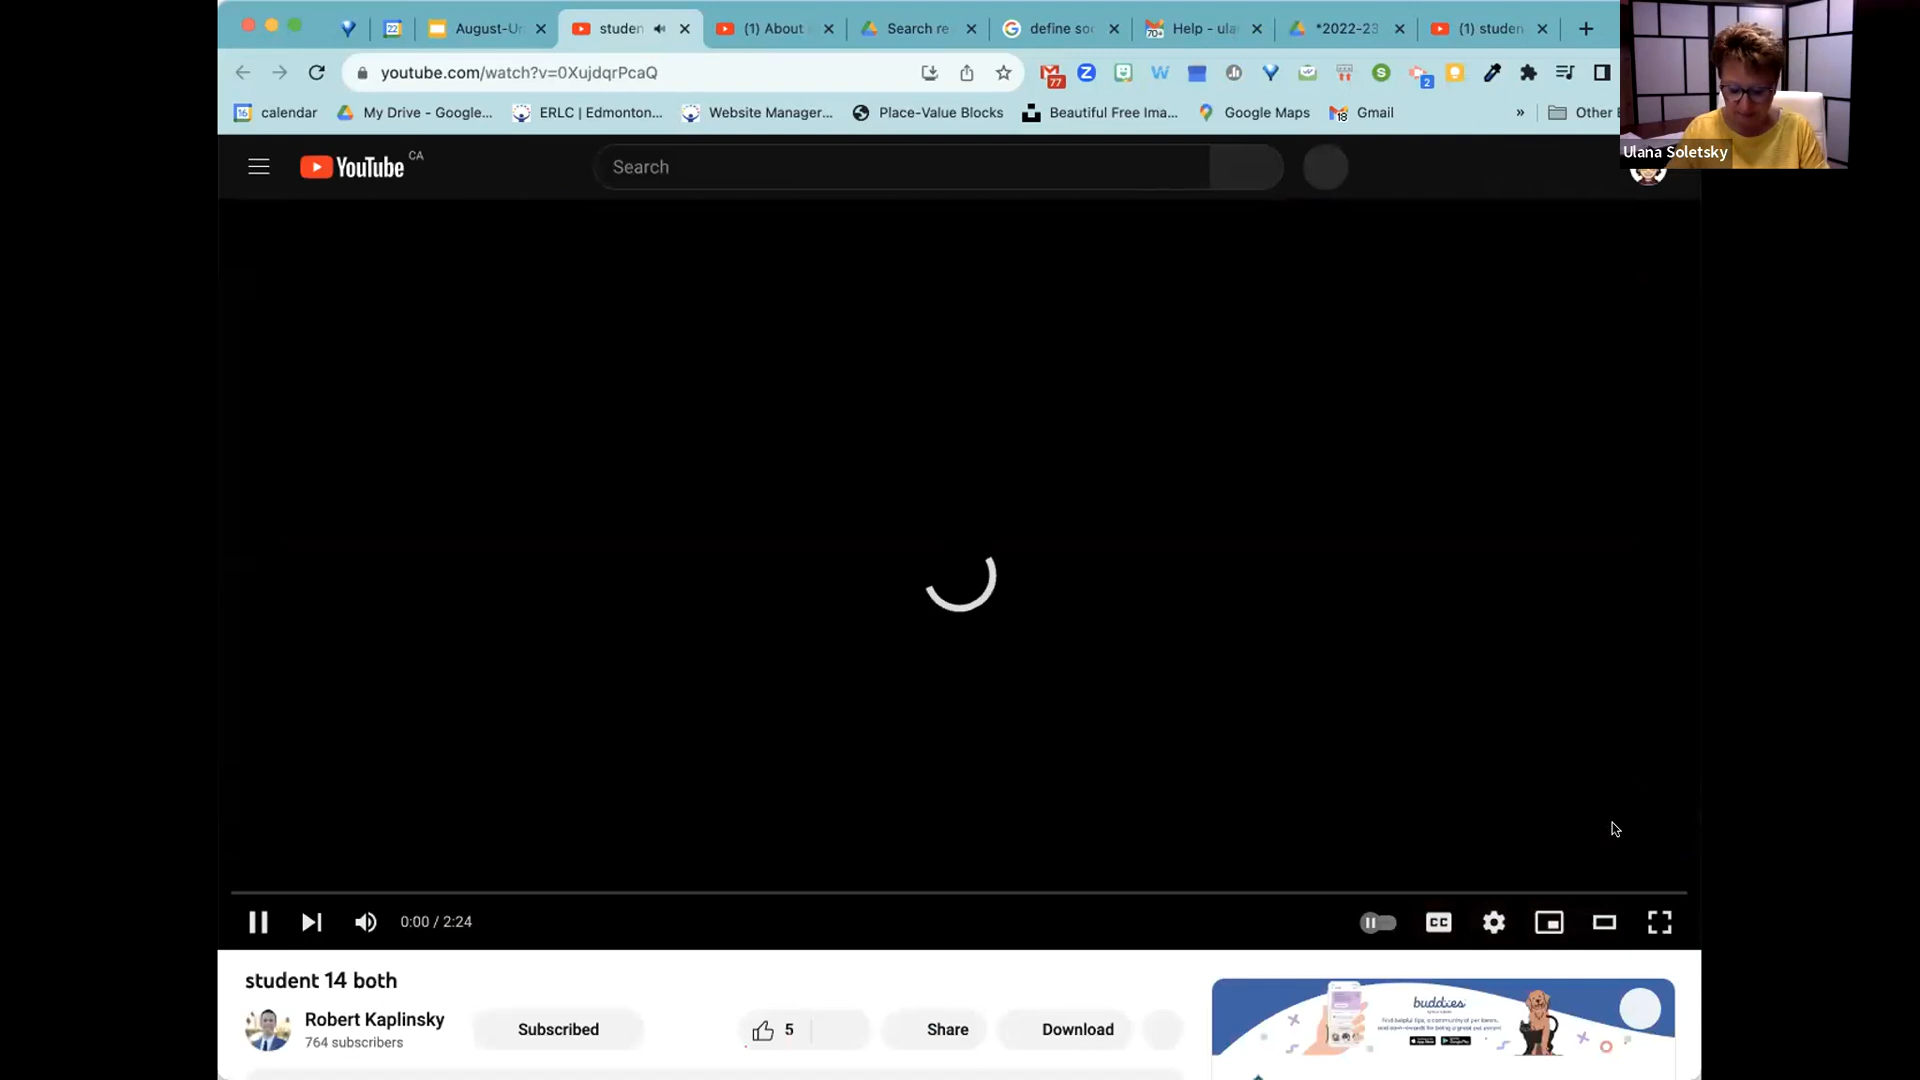 August-Ur
studen
(1) About
Search re
define so
Help - ula
*2022-23
(1) studen
youtube.com/watch?v=0XujdqrPcaQ
77
2
calendar
My Drive - Google...
ERLC | Edmonton...
Website Manager...
Place-Value Blocks
Beautiful Free Ima...
Google Maps
Gmail
»
Other
Ulana Soletsky
YouTube CA
Search
0:00 / 2:24
CC
student 14 both
Robert Kaplinsky
764 subscribers
Subscribed
5
Share
Download
buddies